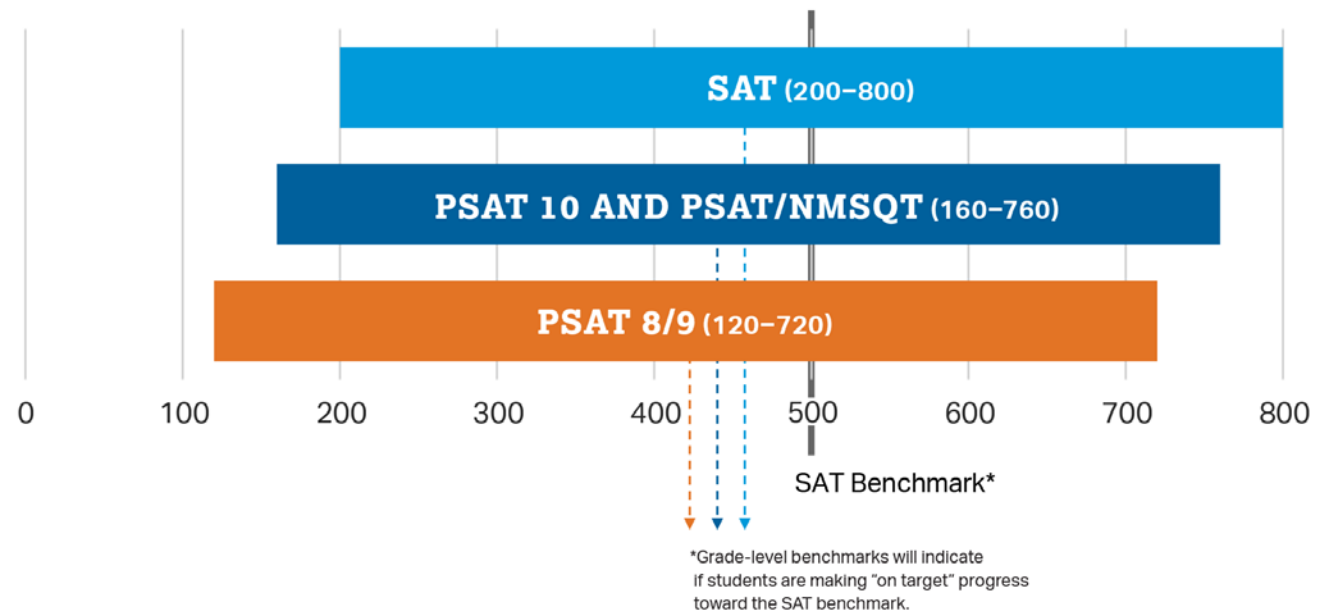 SAT (200–800)
PSAT 10 AND PSAT/NMSQT (160–760)
PSAT 8/9 (120–720)
0 100 200 300 400 500 600 700 800
SAT Benchmark*
*Grade-level benchmarks will indicate
if students are making "on target" progress
toward the SAT benchmark.